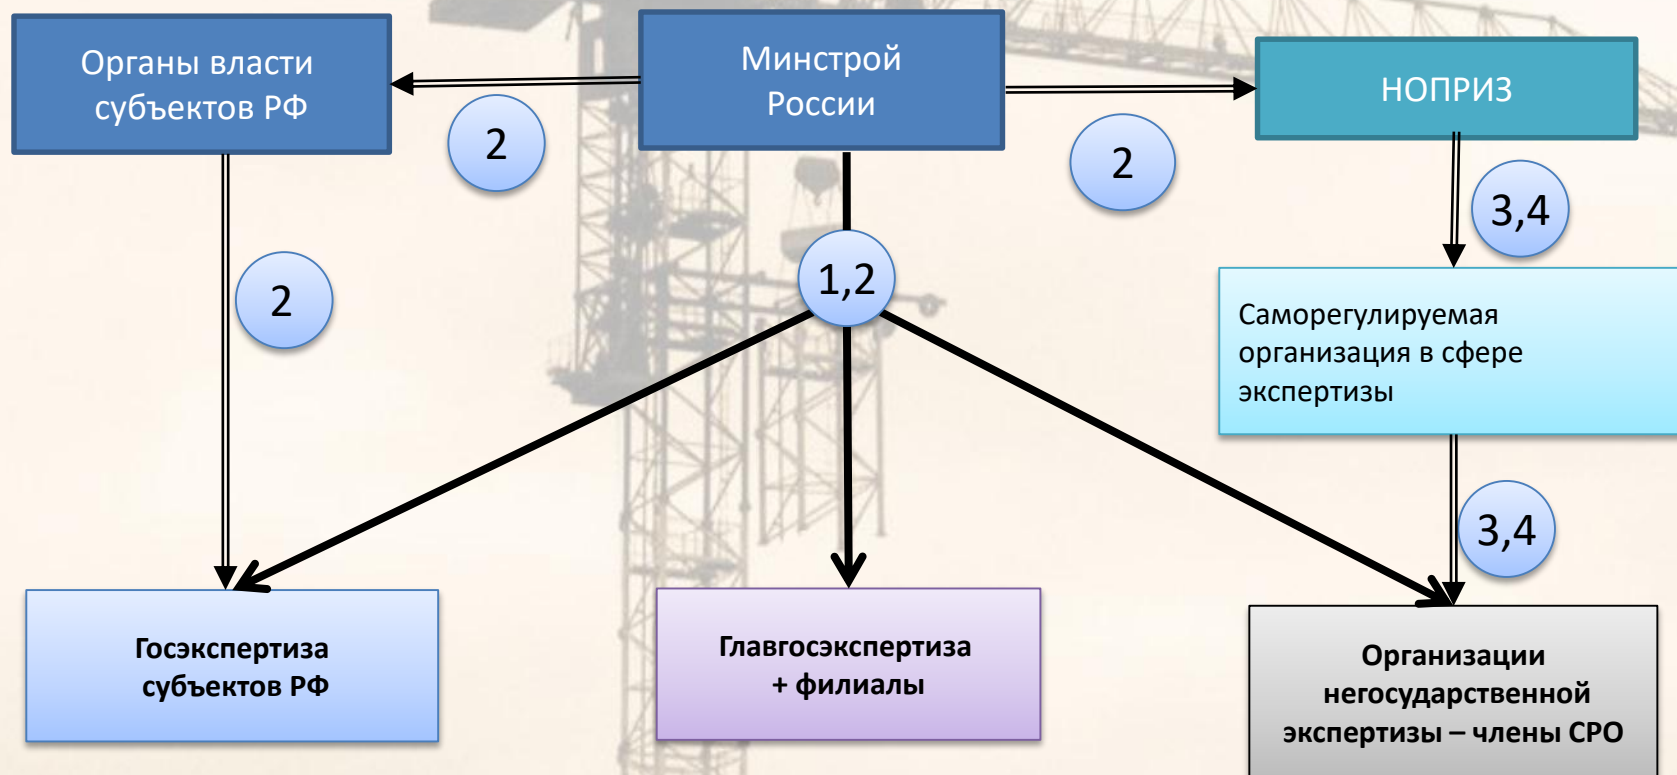 Органы власти
субъектов РФ
Минстрой
России
НОПРИЗ
2
2
3,4
2
1,2
Саморегулируемая
организация в сфере
экспертизы
3,4
Госэкспертиза
субъектов РФ
Главгосэкспертиза
+ филиалы
Организации
негосударственной
экспертизы – члены СРО